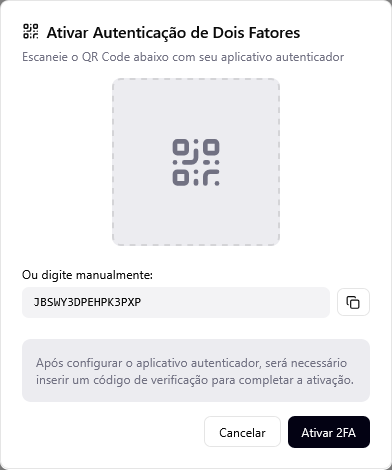 Ativar Autenticação de Dois Fatores
Escaneie o QR Code abaixo com seu aplicativo autenticador
Ou digite manualmente:
JBSWY3DPEHPK3PXP
Após configurar o aplicativo autenticador, será necessário
inserir um código de verificação para completar a ativação.
Cancelar
Ativar 2FA